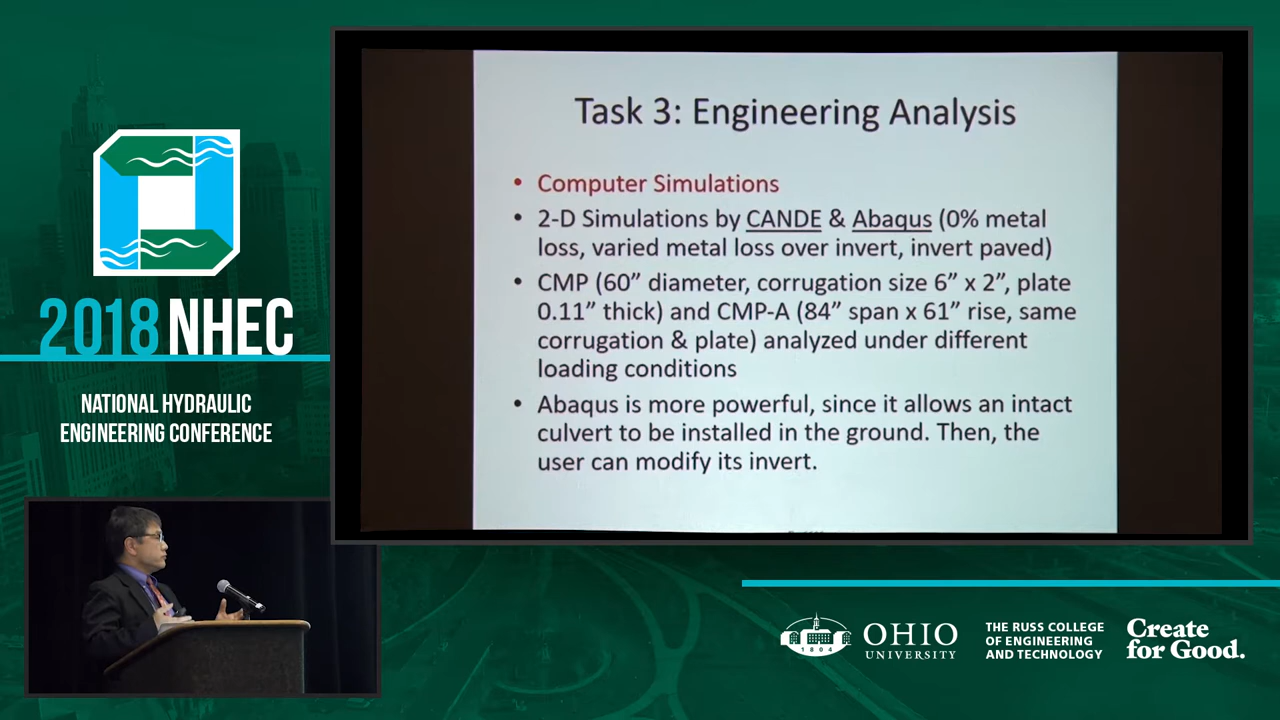 2018 NHEC
NATIONAL HYDRAULIC
ENGINEERING CONFERENCE
Task 3: Engineering Analysis
• Computer Simulations
• 2-D Simulations by CANDE & Abaqus (0% metal
loss, varied metal loss over invert, invert paved)
• CMP (60” diameter, corrugation size 6” x 2”, plate
0.11” thick) and CMP-A (84” span x 61” rise, same
corrugation & plate) analyzed under different
loading conditions
• Abaqus is more powerful, since it allows an intact
culvert to be installed in the ground. Then, the
user can modify its invert.
1804
OHIO
UNIVERSITY
THE RUSS COLLEGE
OF ENGINEERING
AND TECHNOLOGY
Create
for Good.